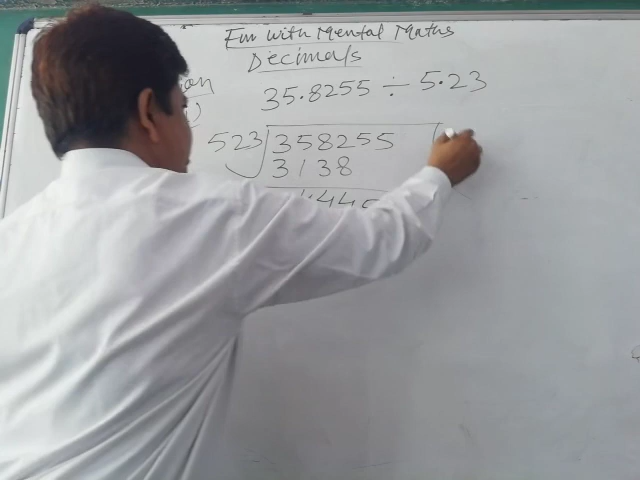 Fun with Mental Maths
Decimals
35.8255 ÷ 5.23
523 358255
3138